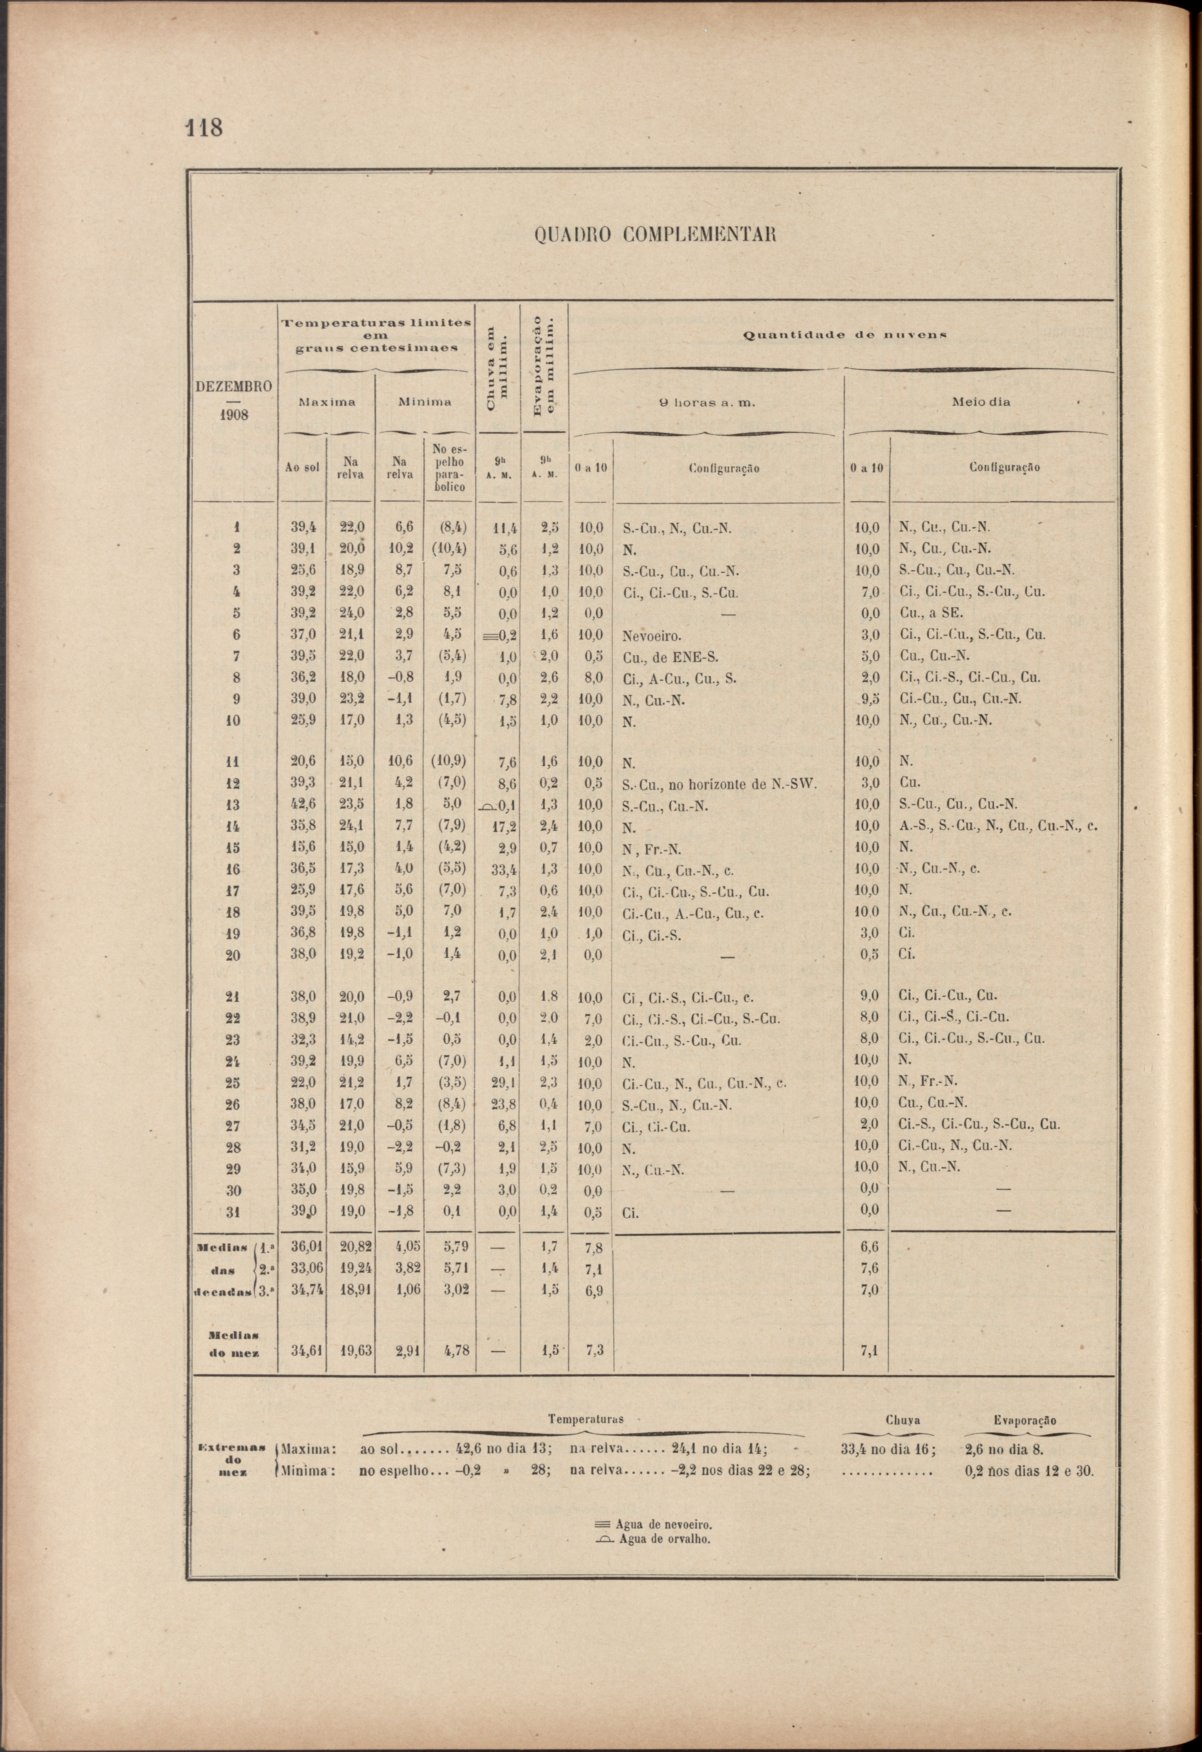 118
QUADRO COMPLEMENTAR
DEZEMBRO
—
1908
Temperaturas limites
em
graus centesimaes
Chuva em
millim.
Evaporação
em millim.
Quantidade de nuvens
Maxima Minima 9 horas a. m. Meio dia
Ao sol Na relva Na relva No espelho parabolico 9h A. M. 9h A. M. 0 a 10 Configuração 0 a 10 Configuração
1 39,4 22,0 6,6 (8,4) 11,4 2,5 10,0 S.-Cu., N., Cu.-N. 10,0 N., Cu., Cu.-N.
2 39,1 20,0 10,2 (10,4) 5,6 1,2 10,0 N. 10,0 N., Cu., Cu.-N.
3 25,6 18,9 8,7 7,5 0,6 1,3 10,0 S.-Cu., Cu., Cu.-N. 10,0 S.-Cu., Cu., Cu.-N.
4 39,2 22,0 6,2 8,1 0,0 1,0 10,0 Ci., Ci.-Cu., S.-Cu. 7,0 Ci., Ci.-Cu., S.-Cu., Cu.
5 39,2 24,0 2,8 5,5 0,0 1,2 0,0 — 0,0 Cu., a SE.
6 37,0 21,1 2,9 4,5 ≡0,2 1,6 10,0 Nevoeiro. 3,0 Ci., Ci.-Cu., S.-Cu., Cu.
7 39,5 22,0 3,7 (5,4) 1,0 2,0 0,5 Cu., de ENE-S. 5,0 Cu., Cu.-N.
8 36,2 18,0 -0,8 1,9 0,0 2,6 8,0 Ci., A-Cu., Cu., S. 2,0 Ci., Ci.-S., Ci.-Cu., Cu.
9 39,0 23,2 -1,1 (1,7) 7,8 2,2 10,0 N., Cu.-N. 9,5 Ci.-Cu., Cu., Cu.-N.
10 25,9 17,0 1,3 (4,5) 1,5 1,0 10,0 N. 10,0 N., Cu., Cu.-N.
11 20,6 15,0 10,6 (10,9) 7,6 1,6 10,0 N. 10,0 N.
12 39,3 21,1 4,2 (7,0) 8,6 0,2 0,5 S.-Cu., no horizonte de N.-SW. 3,0 Cu.
13 42,6 23,5 1,8 5,0 ⌓0,1 1,3 10,0 S.-Cu., Cu.-N. 10,0 S.-Cu., Cu., Cu.-N.
14 35,8 24,1 7,7 (7,9) 17,2 2,4 10,0 N. 10,0 A.-S., S.-Cu., N., Cu., Cu.-N., c.
15 15,6 15,0 1,4 (4,2) 2,9 0,7 10,0 N, Fr.-N. 10,0 N.
16 36,5 17,3 4,0 (5,5) 33,4 1,3 10,0 N., Cu., Cu.-N., c. 10,0 N., Cu.-N., c.
17 25,9 17,6 5,6 (7,0) 7,3 0,6 10,0 Ci., Ci.-Cu., S.-Cu., Cu. 10,0 N.
18 39,5 19,8 5,0 7,0 1,7 2,4 10,0 Ci.-Cu., A.-Cu., Cu., c. 10 0 N., Cu., Cu.-N., c.
19 36,8 19,8 -1,1 1,2 0,0 1,0 1,0 Ci., Ci.-S. 3,0 Ci.
20 38,0 19,2 -1,0 1,4 0,0 2,1 0,0 — 0,5 Ci.
21 38,0 20,0 -0,9 2,7 0,0 1,8 10,0 Ci., Ci.-S., Ci.-Cu., c. 9,0 Ci., Ci.-Cu., Cu.
22 38,9 21,0 -2,2 -0,1 0,0 2,0 7,0 Ci., Ci.-S., Ci.-Cu., S.-Cu. 8,0 Ci., Ci.-S., Ci.-Cu.
23 32,3 14,2 -1,5 0,5 0,0 1,4 2,0 Ci.-Cu., S.-Cu., Cu. 8,0 Ci., Ci.-Cu., S.-Cu., Cu.
24 39,2 19,9 6,5 (7,0) 1,1 1,5 10,0 N. 10,0 N.
25 22,0 21,2 1,7 (3,5) 29,1 2,3 10,0 Ci.-Cu., N., Cu., Cu.-N., c. 10,0 N., Fr.-N.
26 38,0 17,0 8,2 (8,4) 23,8 0,4 10,0 S.-Cu., N., Cu.-N. 10,0 Cu., Cu.-N.
27 34,5 21,0 -0,5 (1,8) 6,8 1,1 7,0 Ci., Ci.-Cu. 2,0 Ci.-S., Ci.-Cu., S.-Cu., Cu.
28 31,2 19,0 -2,2 -0,2 2,1 2,5 10,0 N. 10,0 Ci.-Cu., N., Cu.-N.
29 34,0 15,9 5,9 (7,3) 1,9 1,5 10,0 N., Cu.-N. 10,0 N., Cu.-N.
30 35,0 19,8 -1,5 2,2 3,0 0,2 0,0 — 0,0 —
31 39,0 19,0 -1,8 0,1 0,0 1,4 0,5 Ci. 0,0 —
Medias 1.ª 36,01 20,82 4,05 5,79 — 1,7 7,8 6,6
das 2.ª 33,06 19,24 3,82 5,71 — 1,4 7,1 7,6
decadas 3.ª 34,74 18,91 1,06 3,02 — 1,5 6,9 7,0
Medias
do mez 34,61 19,63 2,91 4,78 — 1,5 7,3 7,1
Temperaturas Chuva Evaporação
Extremas
do
mez
Maxima: ao sol....... 42,6 no dia 13; na relva...... 24,1 no dia 14; 33,4 no dia 16; 2,6 no dia 8.
Minima: no espelho... -0,2 » 28; na relva...... -2,2 nos dias 22 e 28; ............. 0,2 nos dias 12 e 30.
≡ Agua de nevoeiro.
⌓ Agua de orvalho.